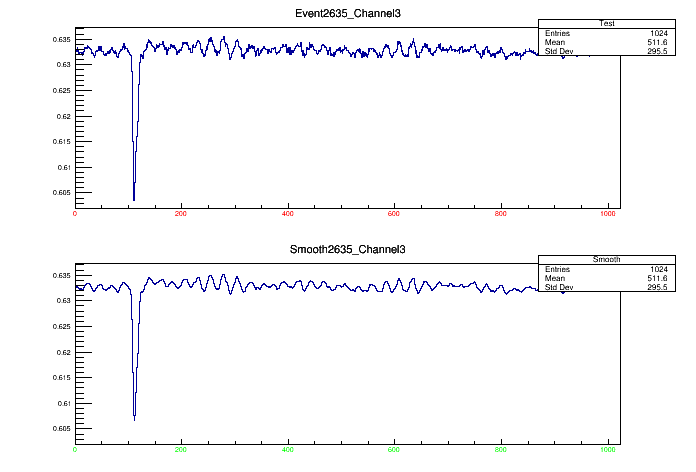 Event2635_Channel3
Test
Entries 1024
Mean 511.6
Std Dev 295.5
0.635
0.63
0.625
0.62
0.615
0.61
0.605
0 200 400 600 800 1000
Smooth2635_Channel3
Smooth
Entries 1024
Mean 511.6
Std Dev 295.5
0.635
0.63
0.625
0.62
0.615
0.61
0.605
0 200 400 600 800 1000